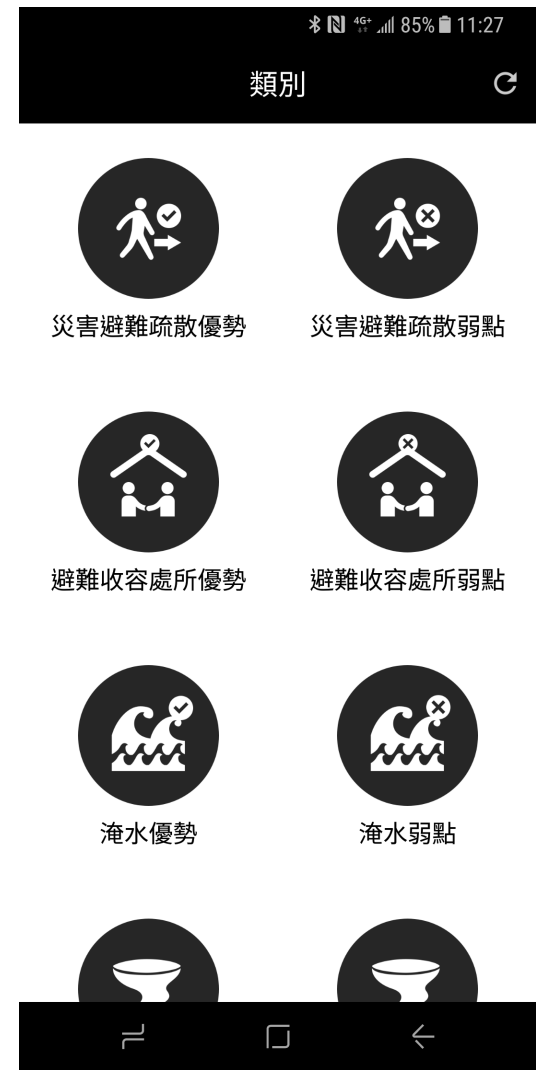 4G+ 85% 11:27
類別
災害避難疏散優勢 災害避難疏散弱點
避難收容處所優勢 避難收容處所弱點
淹水優勢 淹水弱點